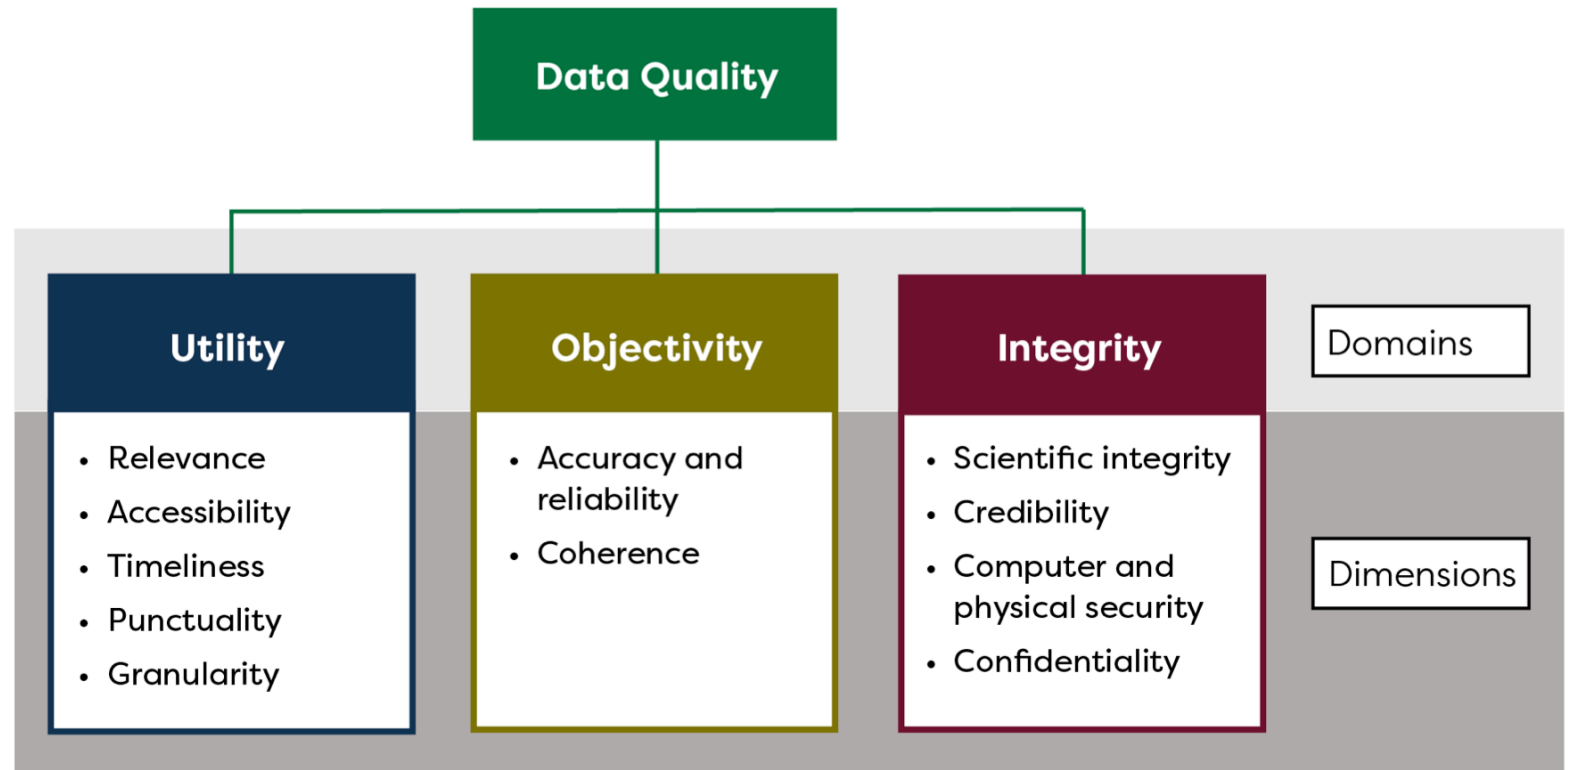 Data Quality
Utility
Objectivity
Integrity
Domains
• Relevance
• Accessibility
• Timeliness
• Punctuality
• Granularity
• Accuracy and
reliability
• Coherence
• Scientific integrity
• Credibility
• Computer and
physical security
• Confidentiality
Dimensions